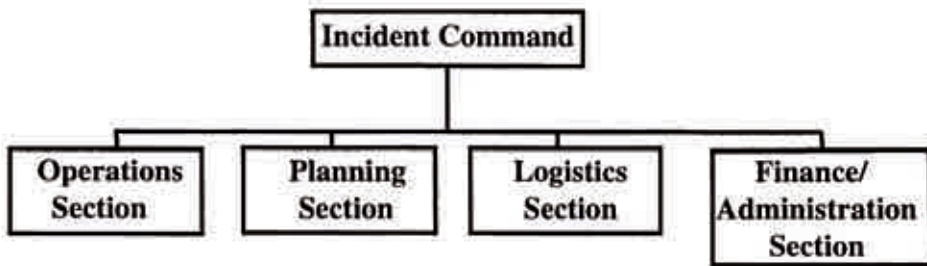 Incident Command
Operations
Section
Planning
Section
Logistics
Section
Finance/
Administration
Section